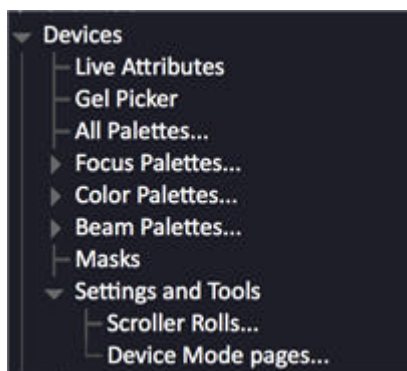 Devices
Live Attributes
Gel Picker
All Palettes...
Focus Palettes...
Color Palettes...
Beam Palettes...
Masks
Settings and Tools
Scroller Rolls...
Device Mode pages...